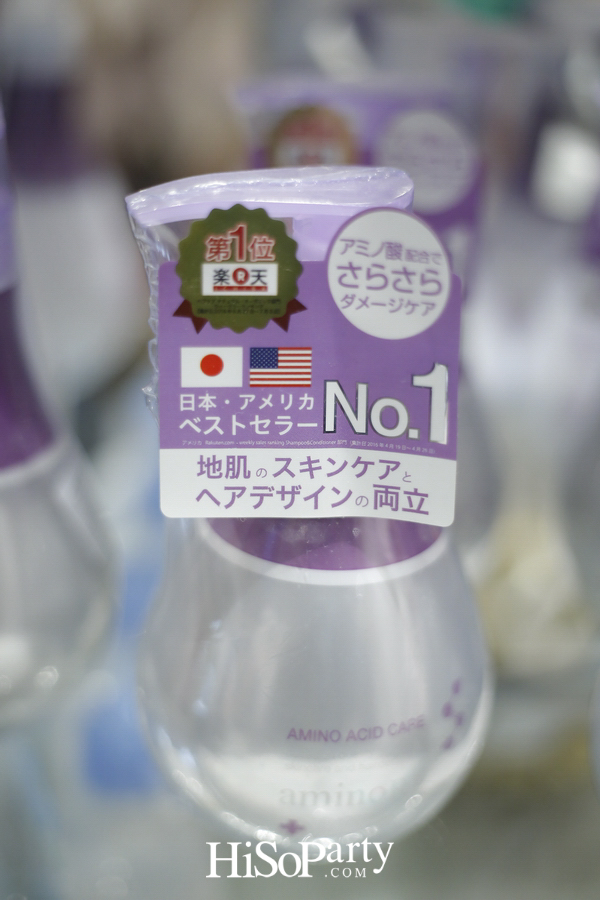 第1位
楽天
アミノ酸配合で
さらさら
ダメージケア
日本・アメリカ
ベストセラー No.1
地肌のスキンケアと
ヘアデザインの両立
AMINO ACID CARE
amino
HiSoParty
.COM